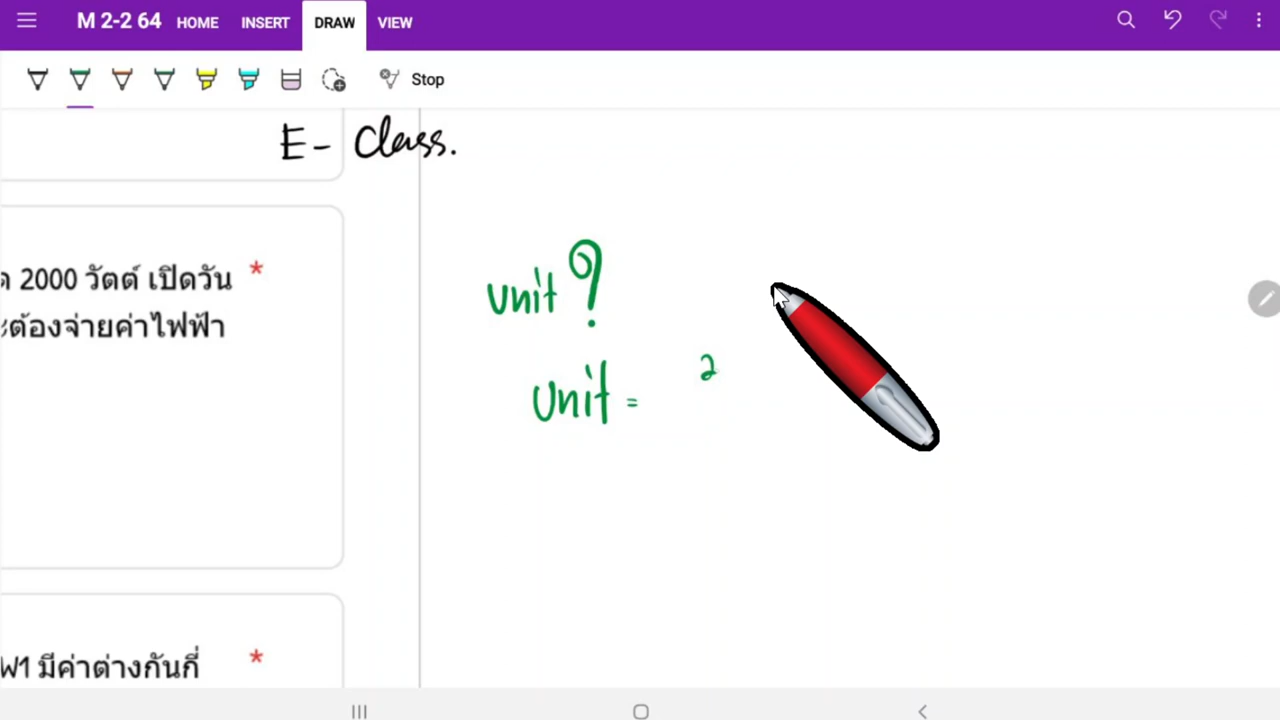 M 2-2 64 HOME INSERT DRAW VIEW
Stop
E- Class.
2000 วัตต์ เปิดวัน *
ต้องจ่ายค่าไฟฟ้า
unit ?
unit = 2
มีค่าต่างกันกี่ *